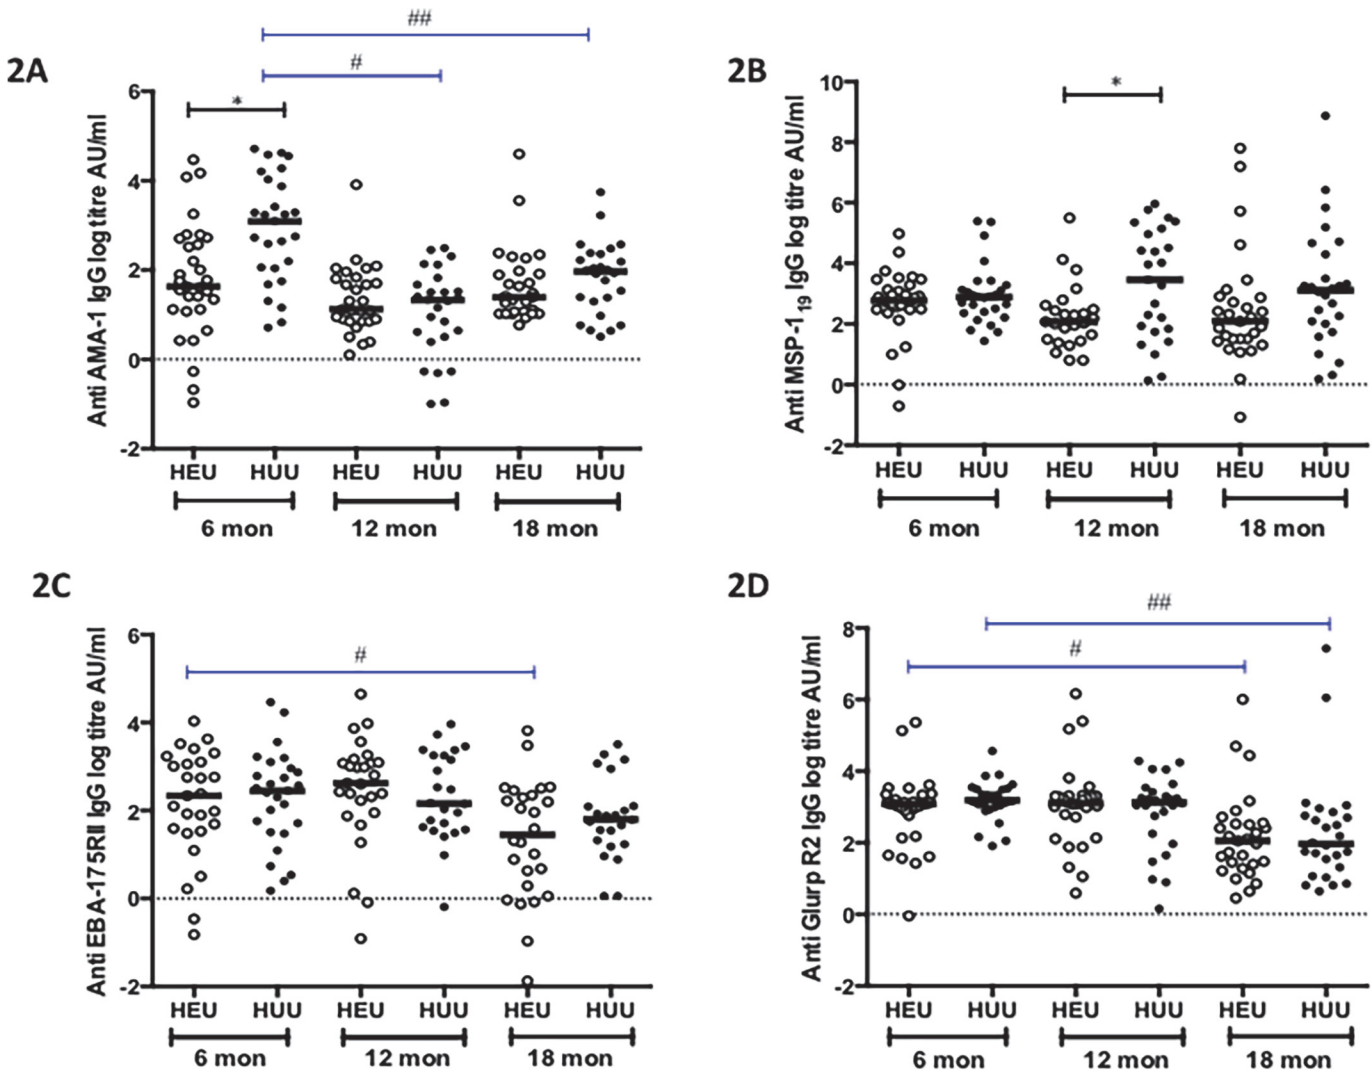 2A
##
#
*
Anti AMA-1 IgG log titre AU/ml
6
4
2
0
-2
HEU HUU HEU HUU HEU HUU
6 mon 12 mon 18 mon
2B
*
Anti MSP-1₁₉ IgG log titre AU/ml
10
8
6
4
2
0
-2
HEU HUU HEU HUU HEU HUU
6 mon 12 mon 18 mon
2C
#
Anti EBA-175RII IgG log titre AU/ml
6
4
2
0
-2
HEU HUU HEU HUU HEU HUU
6 mon 12 mon 18 mon
2D
##
#
Anti Glurp R2 IgG log titre AU/ml
8
6
4
2
0
-2
HEU HUU HEU HUU HEU HUU
6 mon 12 mon 18 mon